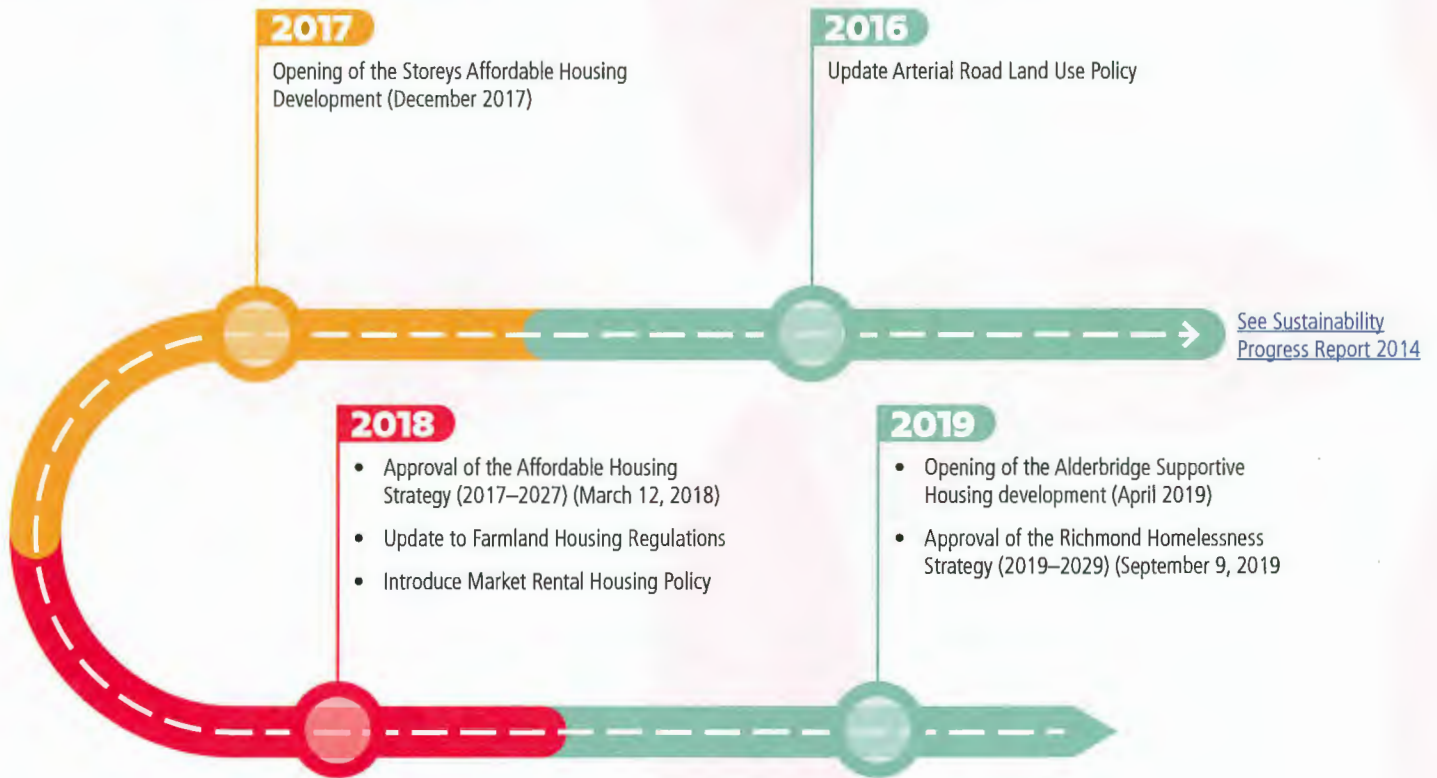 2017
Opening of the Storeys Affordable Housing
Development (December 2017)
2016
Update Arterial Road Land Use Policy
See Sustainability
Progress Report 2014
2018
• Approval of the Affordable Housing
Strategy (2017–2027) (March 12, 2018)
• Update to Farmland Housing Regulations
• Introduce Market Rental Housing Policy
2019
• Opening of the Alderbridge Supportive
Housing development (April 2019)
• Approval of the Richmond Homelessness
Strategy (2019–2029) (September 9, 2019